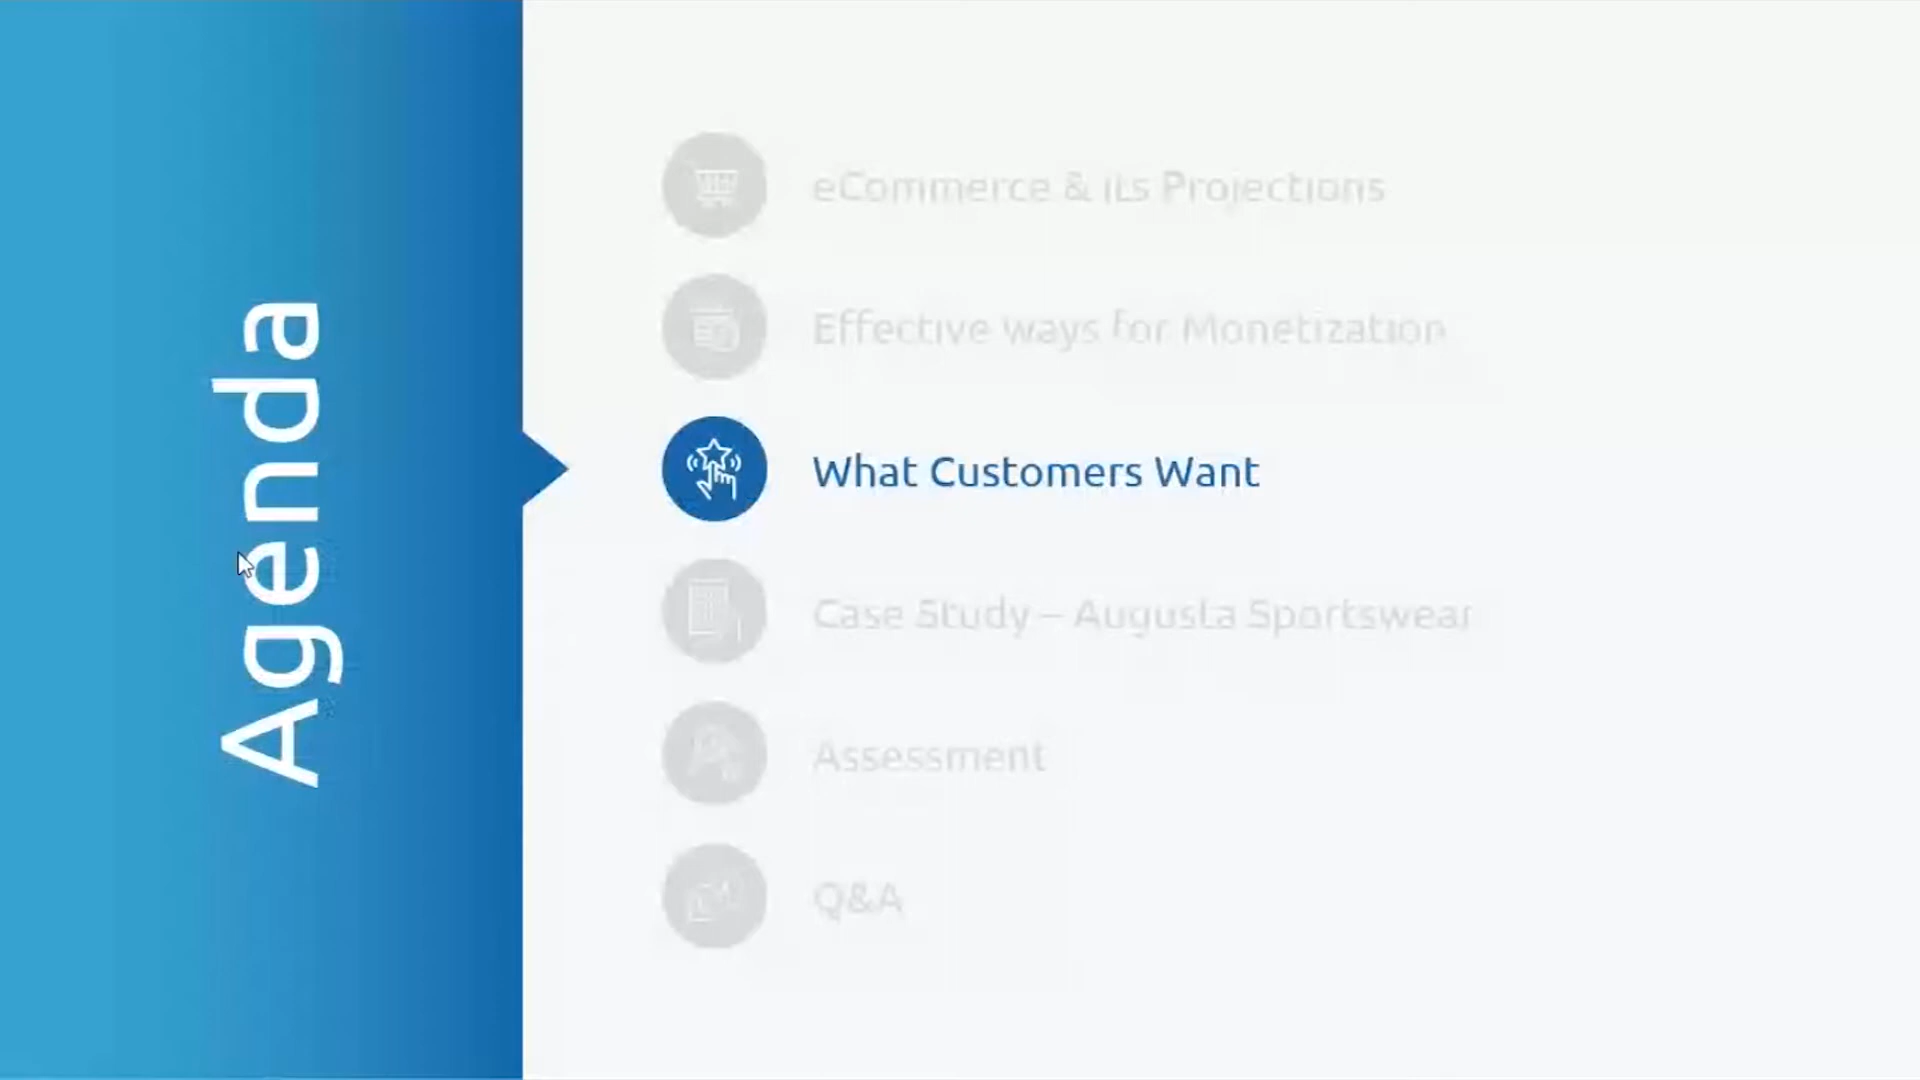 Agenda
eCommerce & its Projections
Effective ways for Monetization
What Customers Want
Case Study – Augusta Sportswear
Assessment
Q&A